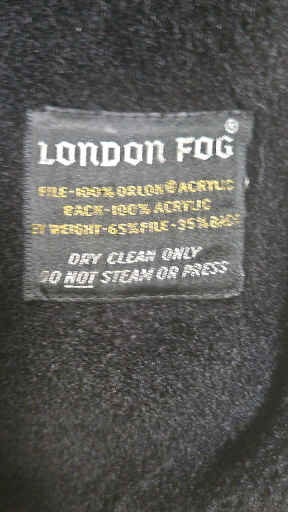 LONDON FOG®
PILE-100% ORLON® ACRYLIC
BACK-100% ACRYLIC
BY WEIGHT-65% PILE-35% BACK
DRY CLEAN ONLY
DO NOT STEAM OR PRESS